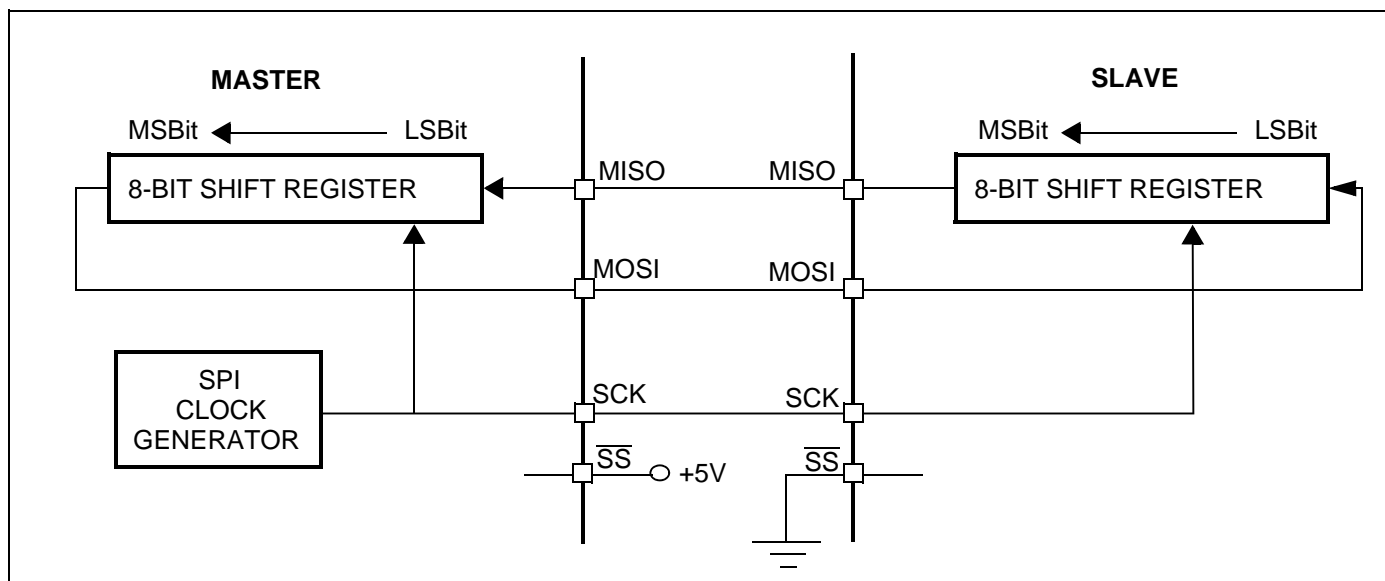 MASTER
SLAVE
MSBit LSBit
MSBit LSBit
8-BIT SHIFT REGISTER
MISO
MISO
8-BIT SHIFT REGISTER
MOSI
MOSI
SPI
CLOCK
GENERATOR
SCK
SCK
SS
+5V
SS